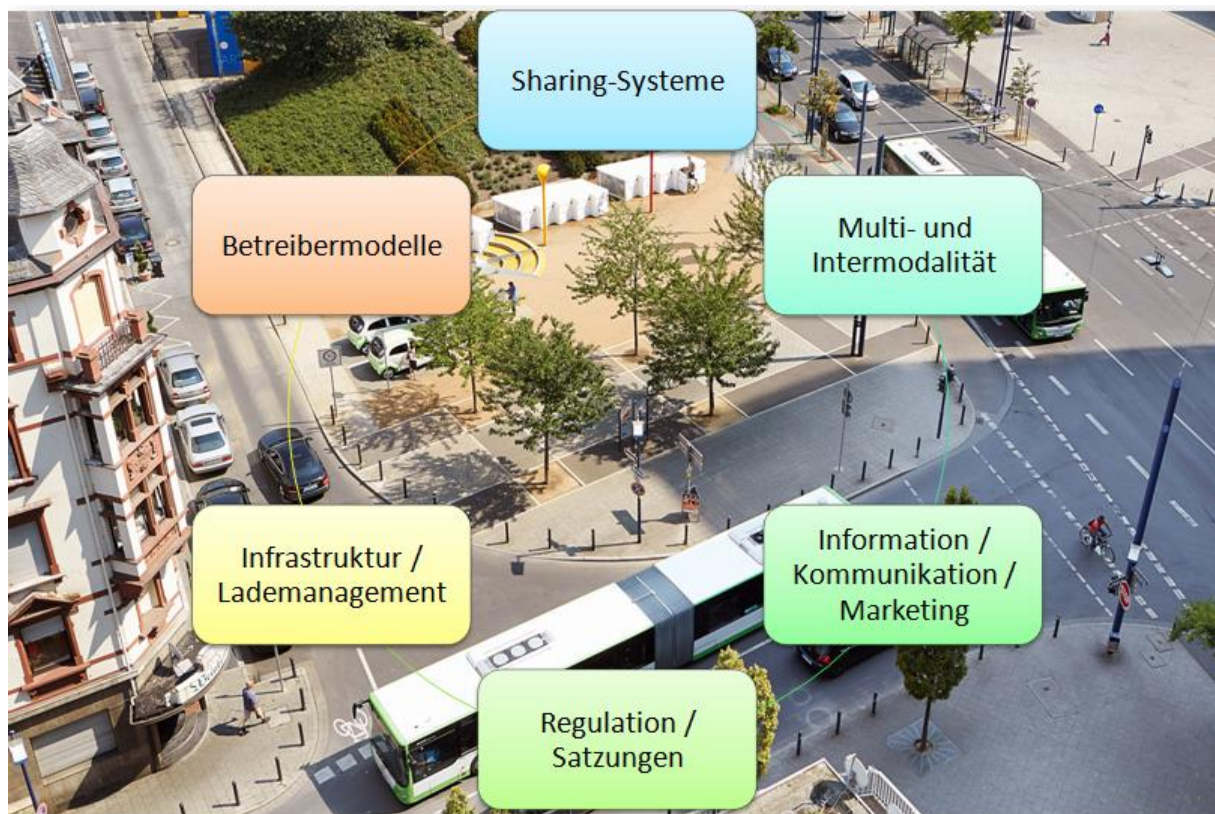 Sharing-Systeme
Betreibermodelle
Multi- und
Intermodalität
Infrastruktur /
Lademanagement
Information /
Kommunikation /
Marketing
Regulation /
Satzungen